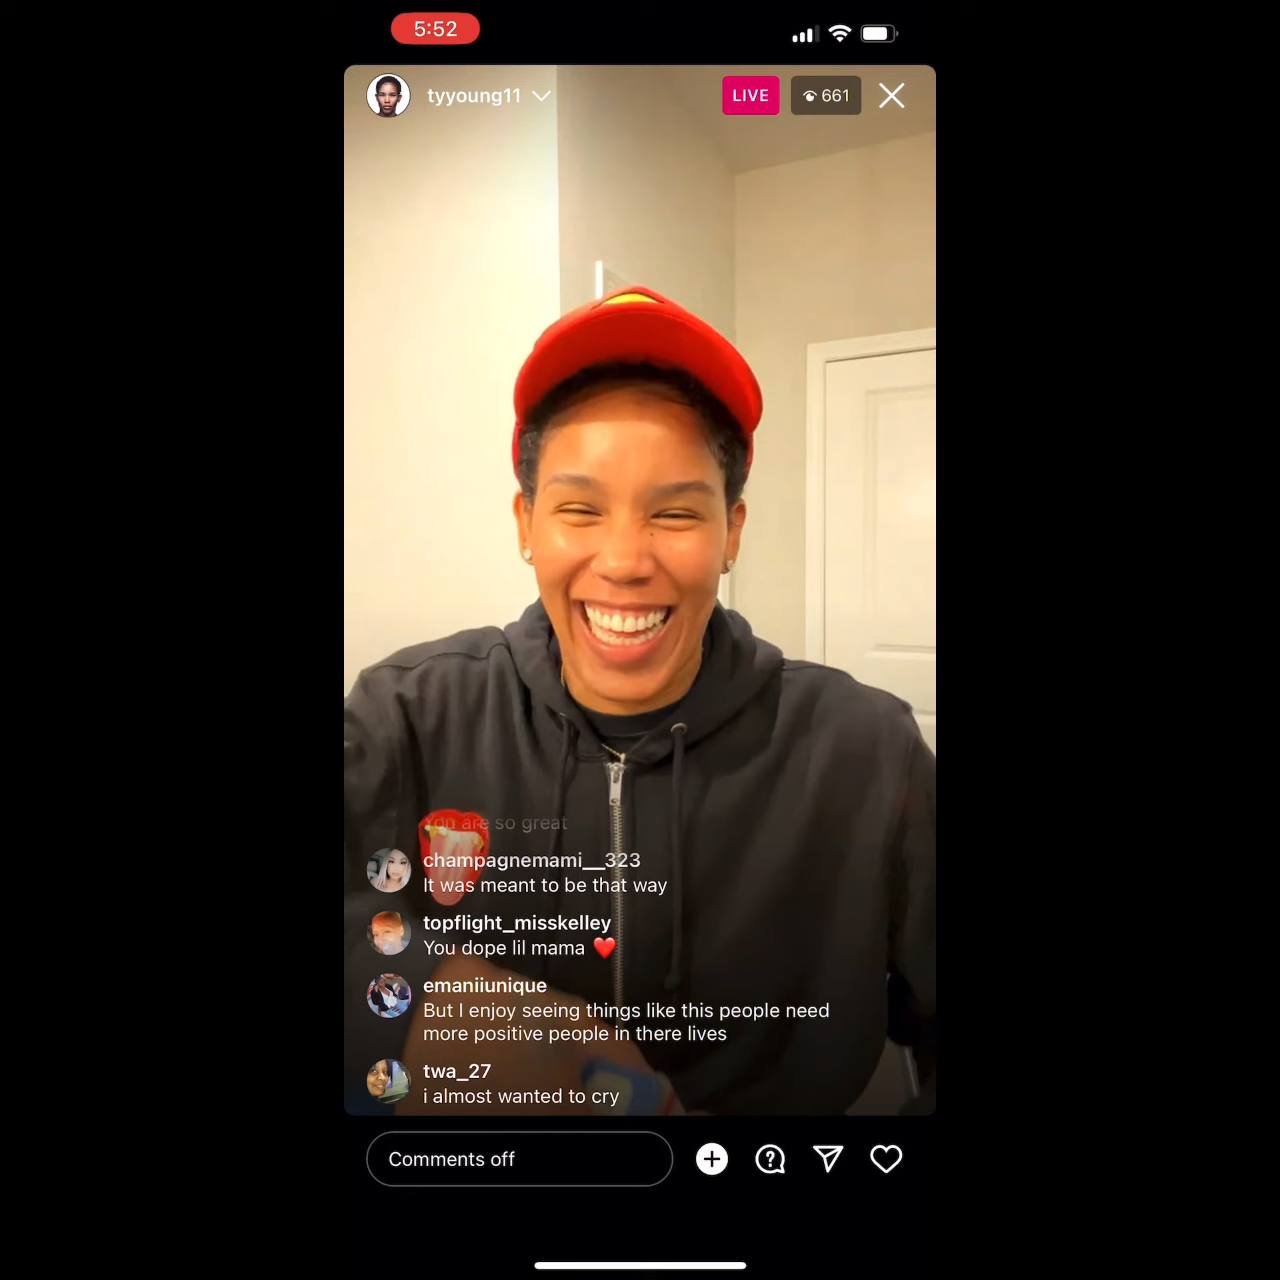 5:52
tyyoung11
LIVE
661
You are so great
champagnemami__323
It was meant to be that way
topflight_misskelley
You dope lil mama ❤️
emaniiunique
But I enjoy seeing things like this people need
more positive people in there lives
twa_27
i almost wanted to cry
Comments off